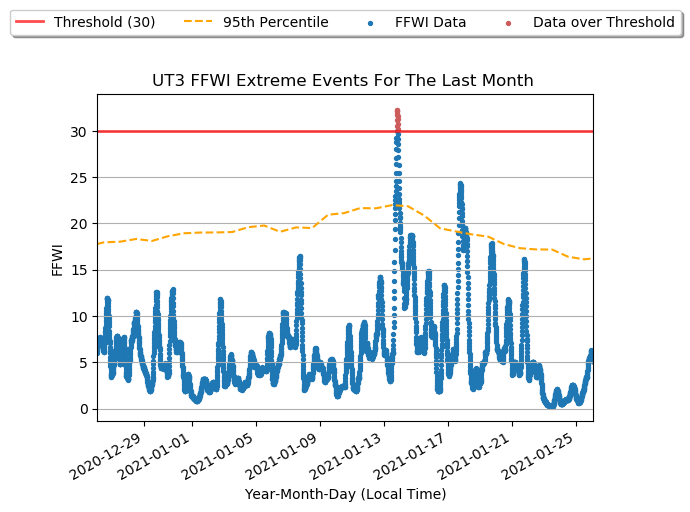 Threshold (30) 95th Percentile FFWI Data Data over Threshold
UT3 FFWI Extreme Events For The Last Month
30
25
20
15
10
5
0
FFWI
2020-12-29 2021-01-01 2021-01-05 2021-01-09 2021-01-13 2021-01-17 2021-01-21 2021-01-25
Year-Month-Day (Local Time)